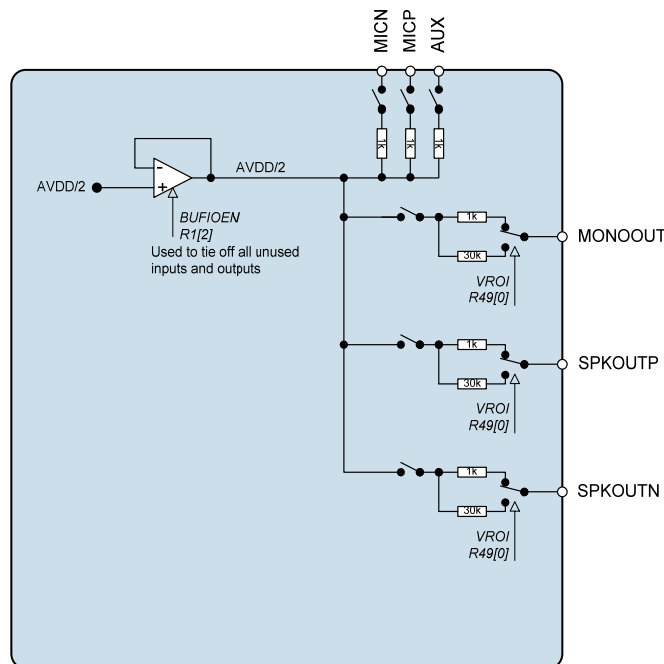 MICN
MICP
AUX
1k
1k
1k
AVDD/2
-
+
AVDD/2
BUFIOEN
R1[2]
Used to tie off all unused
inputs and outputs
1k
30k
VROI
R49[0]
MONOOUT
1k
30k
VROI
R49[0]
SPKOUTP
1k
30k
VROI
R49[0]
SPKOUTN